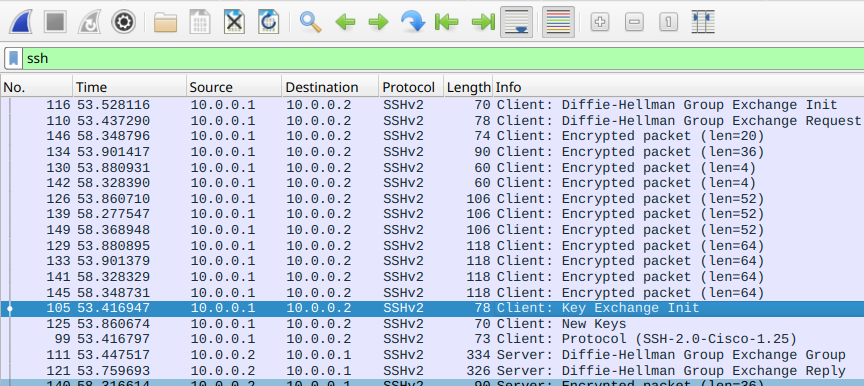 ssh
No. Time Source Destination Protocol Length Info
116 53.528116 10.0.0.1 10.0.0.2 SSHv2 70 Client: Diffie-Hellman Group Exchange Init
110 53.437290 10.0.0.1 10.0.0.2 SSHv2 78 Client: Diffie-Hellman Group Exchange Request
146 58.348796 10.0.0.1 10.0.0.2 SSHv2 74 Client: Encrypted packet (len=20)
134 53.901417 10.0.0.1 10.0.0.2 SSHv2 90 Client: Encrypted packet (len=36)
130 53.880931 10.0.0.1 10.0.0.2 SSHv2 60 Client: Encrypted packet (len=4)
142 58.328390 10.0.0.1 10.0.0.2 SSHv2 60 Client: Encrypted packet (len=4)
126 53.860710 10.0.0.1 10.0.0.2 SSHv2 106 Client: Encrypted packet (len=52)
139 58.277547 10.0.0.1 10.0.0.2 SSHv2 106 Client: Encrypted packet (len=52)
149 58.368948 10.0.0.1 10.0.0.2 SSHv2 106 Client: Encrypted packet (len=52)
129 53.880895 10.0.0.1 10.0.0.2 SSHv2 118 Client: Encrypted packet (len=64)
133 53.901379 10.0.0.1 10.0.0.2 SSHv2 118 Client: Encrypted packet (len=64)
141 58.328329 10.0.0.1 10.0.0.2 SSHv2 118 Client: Encrypted packet (len=64)
145 58.348731 10.0.0.1 10.0.0.2 SSHv2 118 Client: Encrypted packet (len=64)
105 53.416947 10.0.0.1 10.0.0.2 SSHv2 78 Client: Key Exchange Init
125 53.860674 10.0.0.1 10.0.0.2 SSHv2 70 Client: New Keys
99 53.416797 10.0.0.1 10.0.0.2 SSHv2 73 Client: Protocol (SSH-2.0-Cisco-1.25)
111 53.447517 10.0.0.2 10.0.0.1 SSHv2 334 Server: Diffie-Hellman Group Exchange Group
121 53.759693 10.0.0.2 10.0.0.1 SSHv2 326 Server: Diffie-Hellman Group Exchange Reply
140 58.316614 10.0.0.2 10.0.0.1 SSHv2 90 Server: Encrypted packet (len=36)